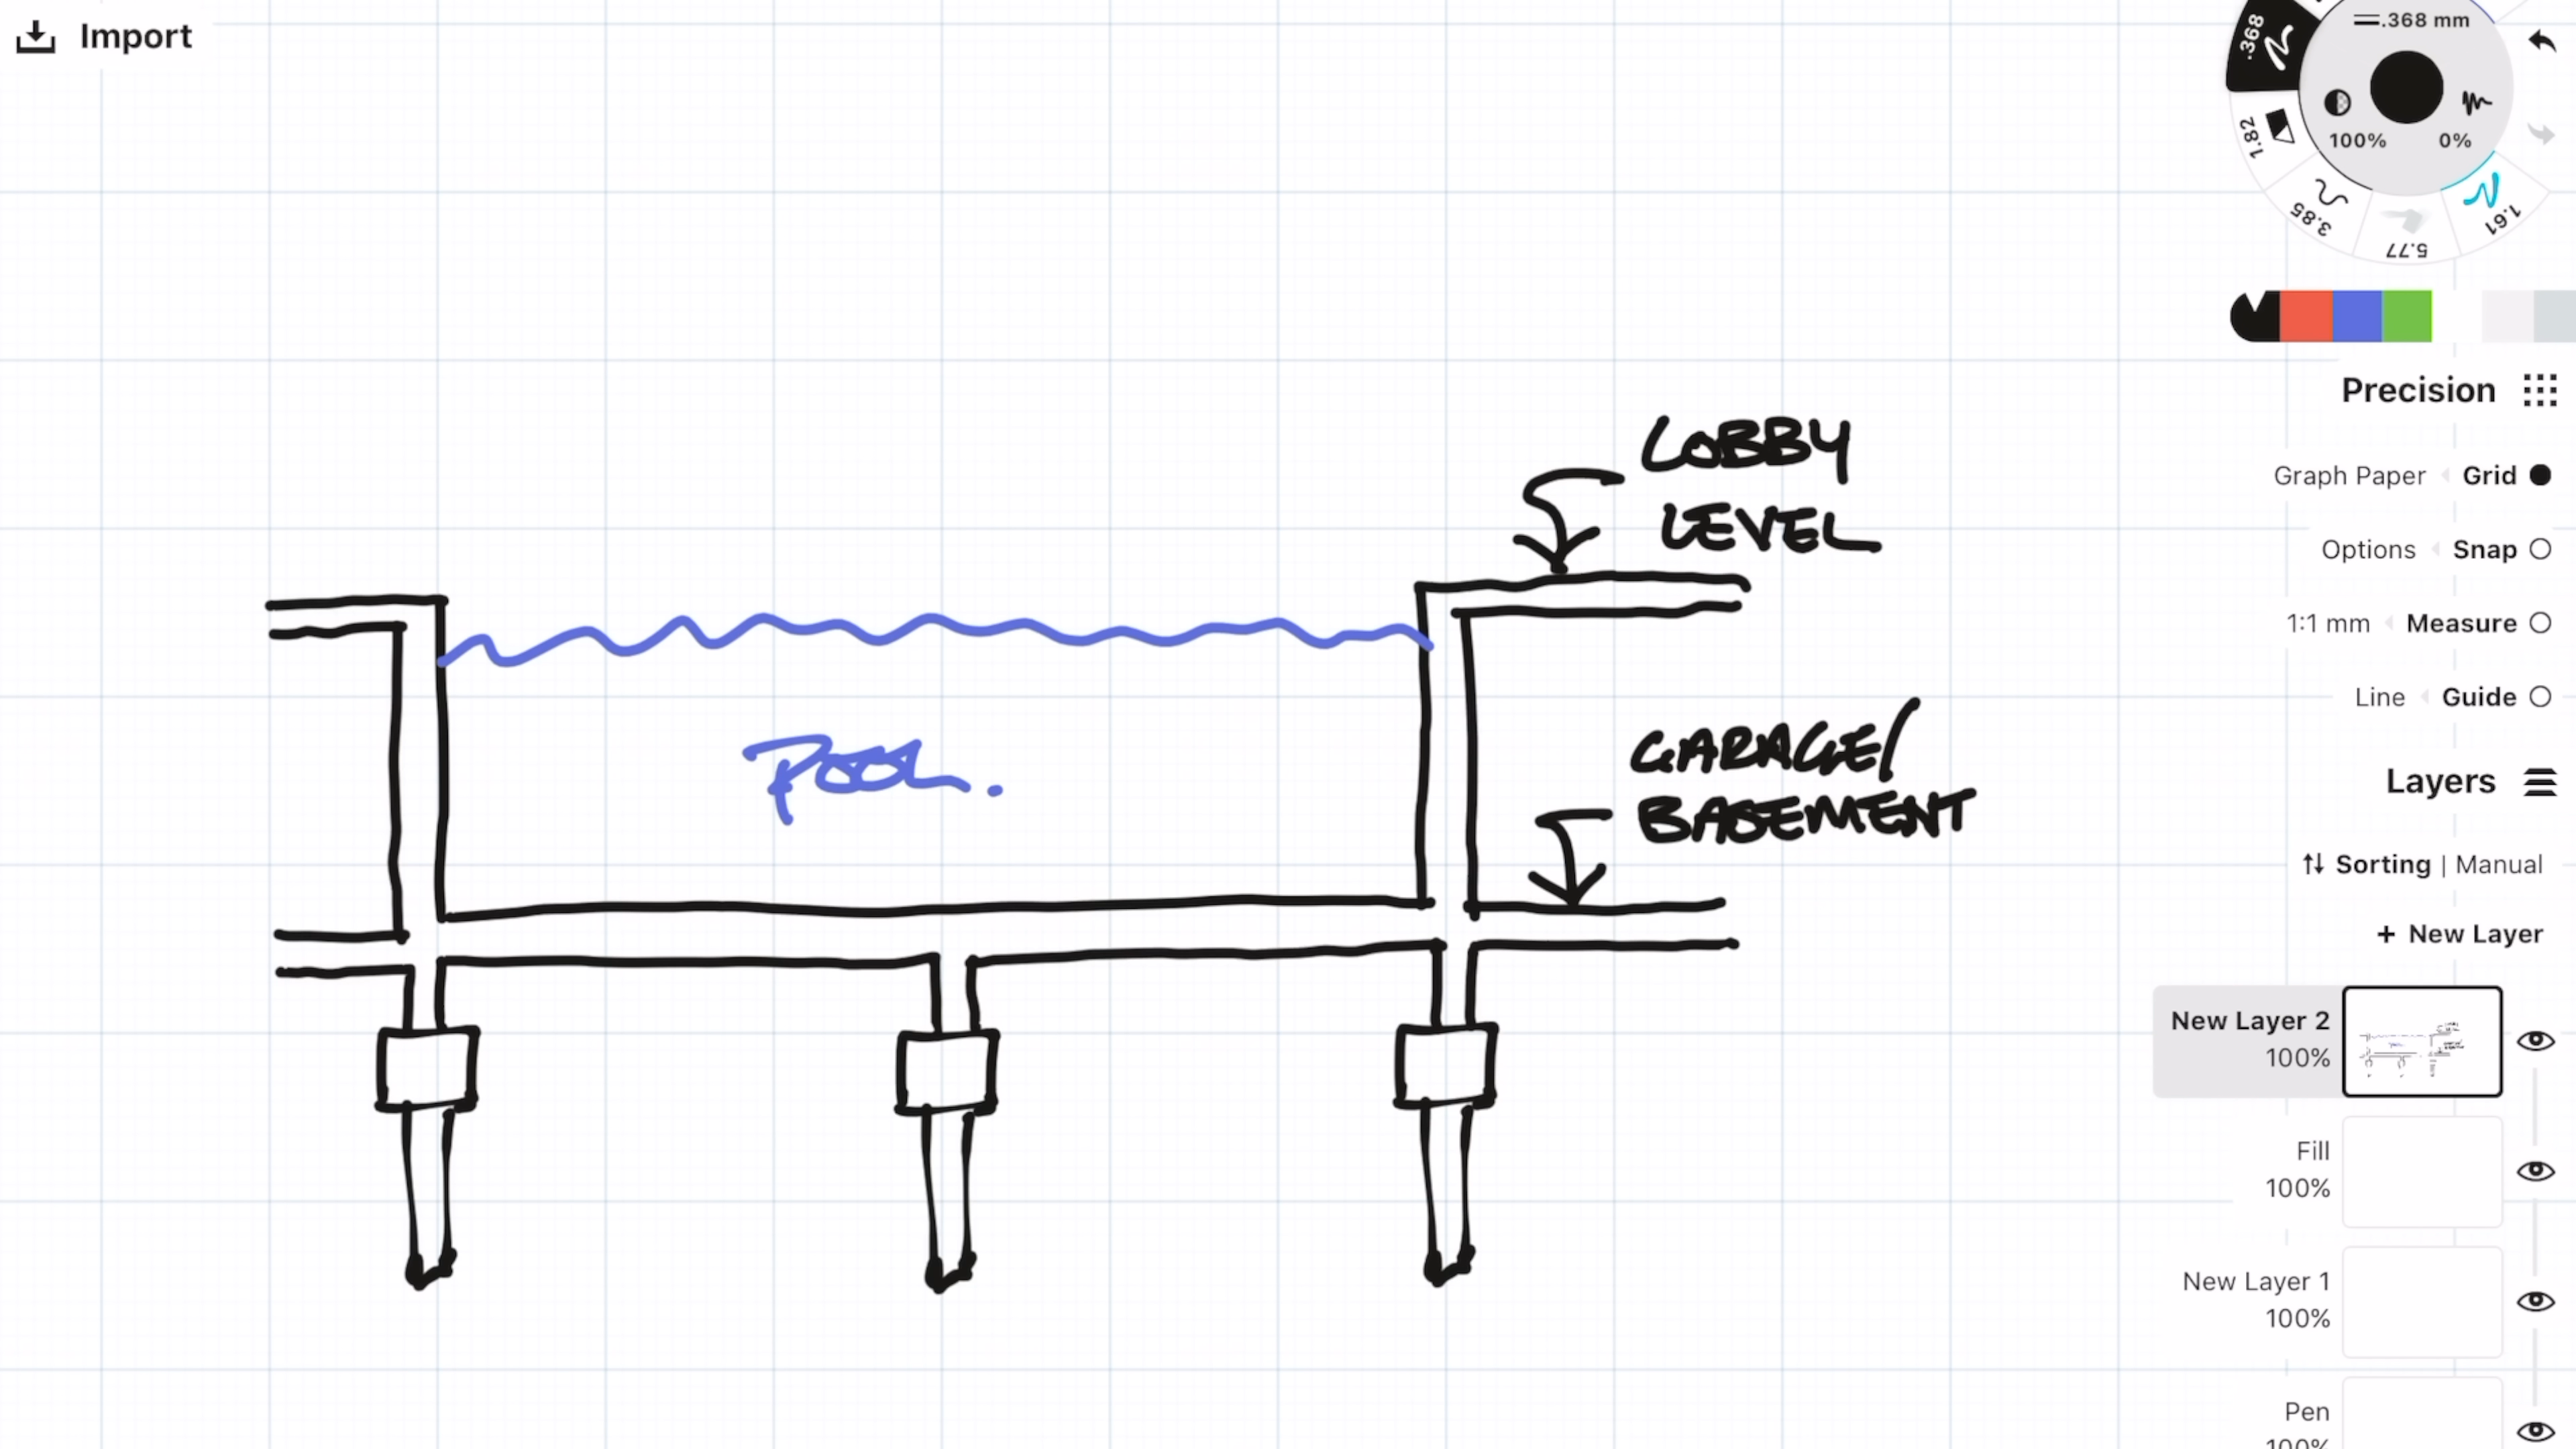 Import
.368 mm
.368
100%
0%
1.82
3.85
5.77
1.61
Precision
Graph Paper Grid
Options Snap
1:1 mm Measure
Line Guide
Layers
Sorting | Manual
+ New Layer
New Layer 2
100%
Fill
100%
New Layer 1
100%
Pen
100%
LOBBY
LEVEL
POOL.
GARAGE/
BASEMENT